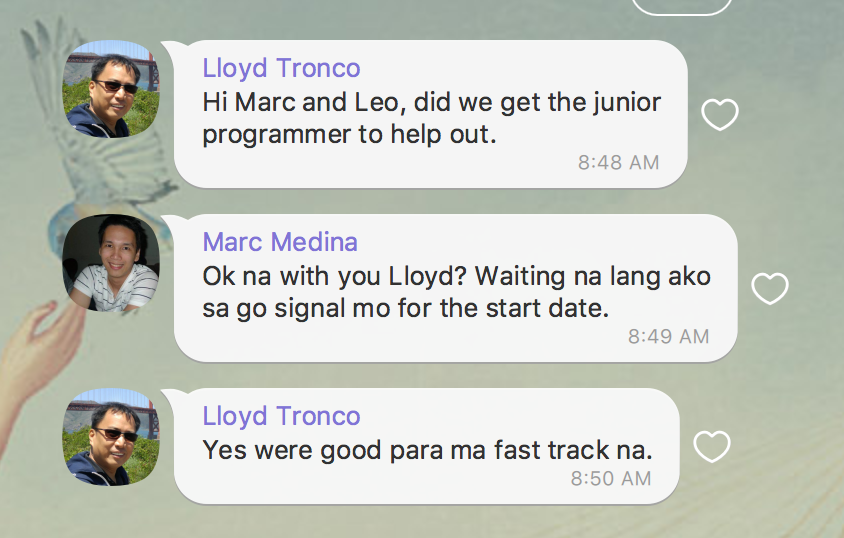 Lloyd Tronco
Hi Marc and Leo, did we get the junior
programmer to help out.
8:48 AM
Marc Medina
Ok na with you Lloyd? Waiting na lang ako
sa go signal mo for the start date.
8:49 AM
Lloyd Tronco
Yes were good para ma fast track na.
8:50 AM